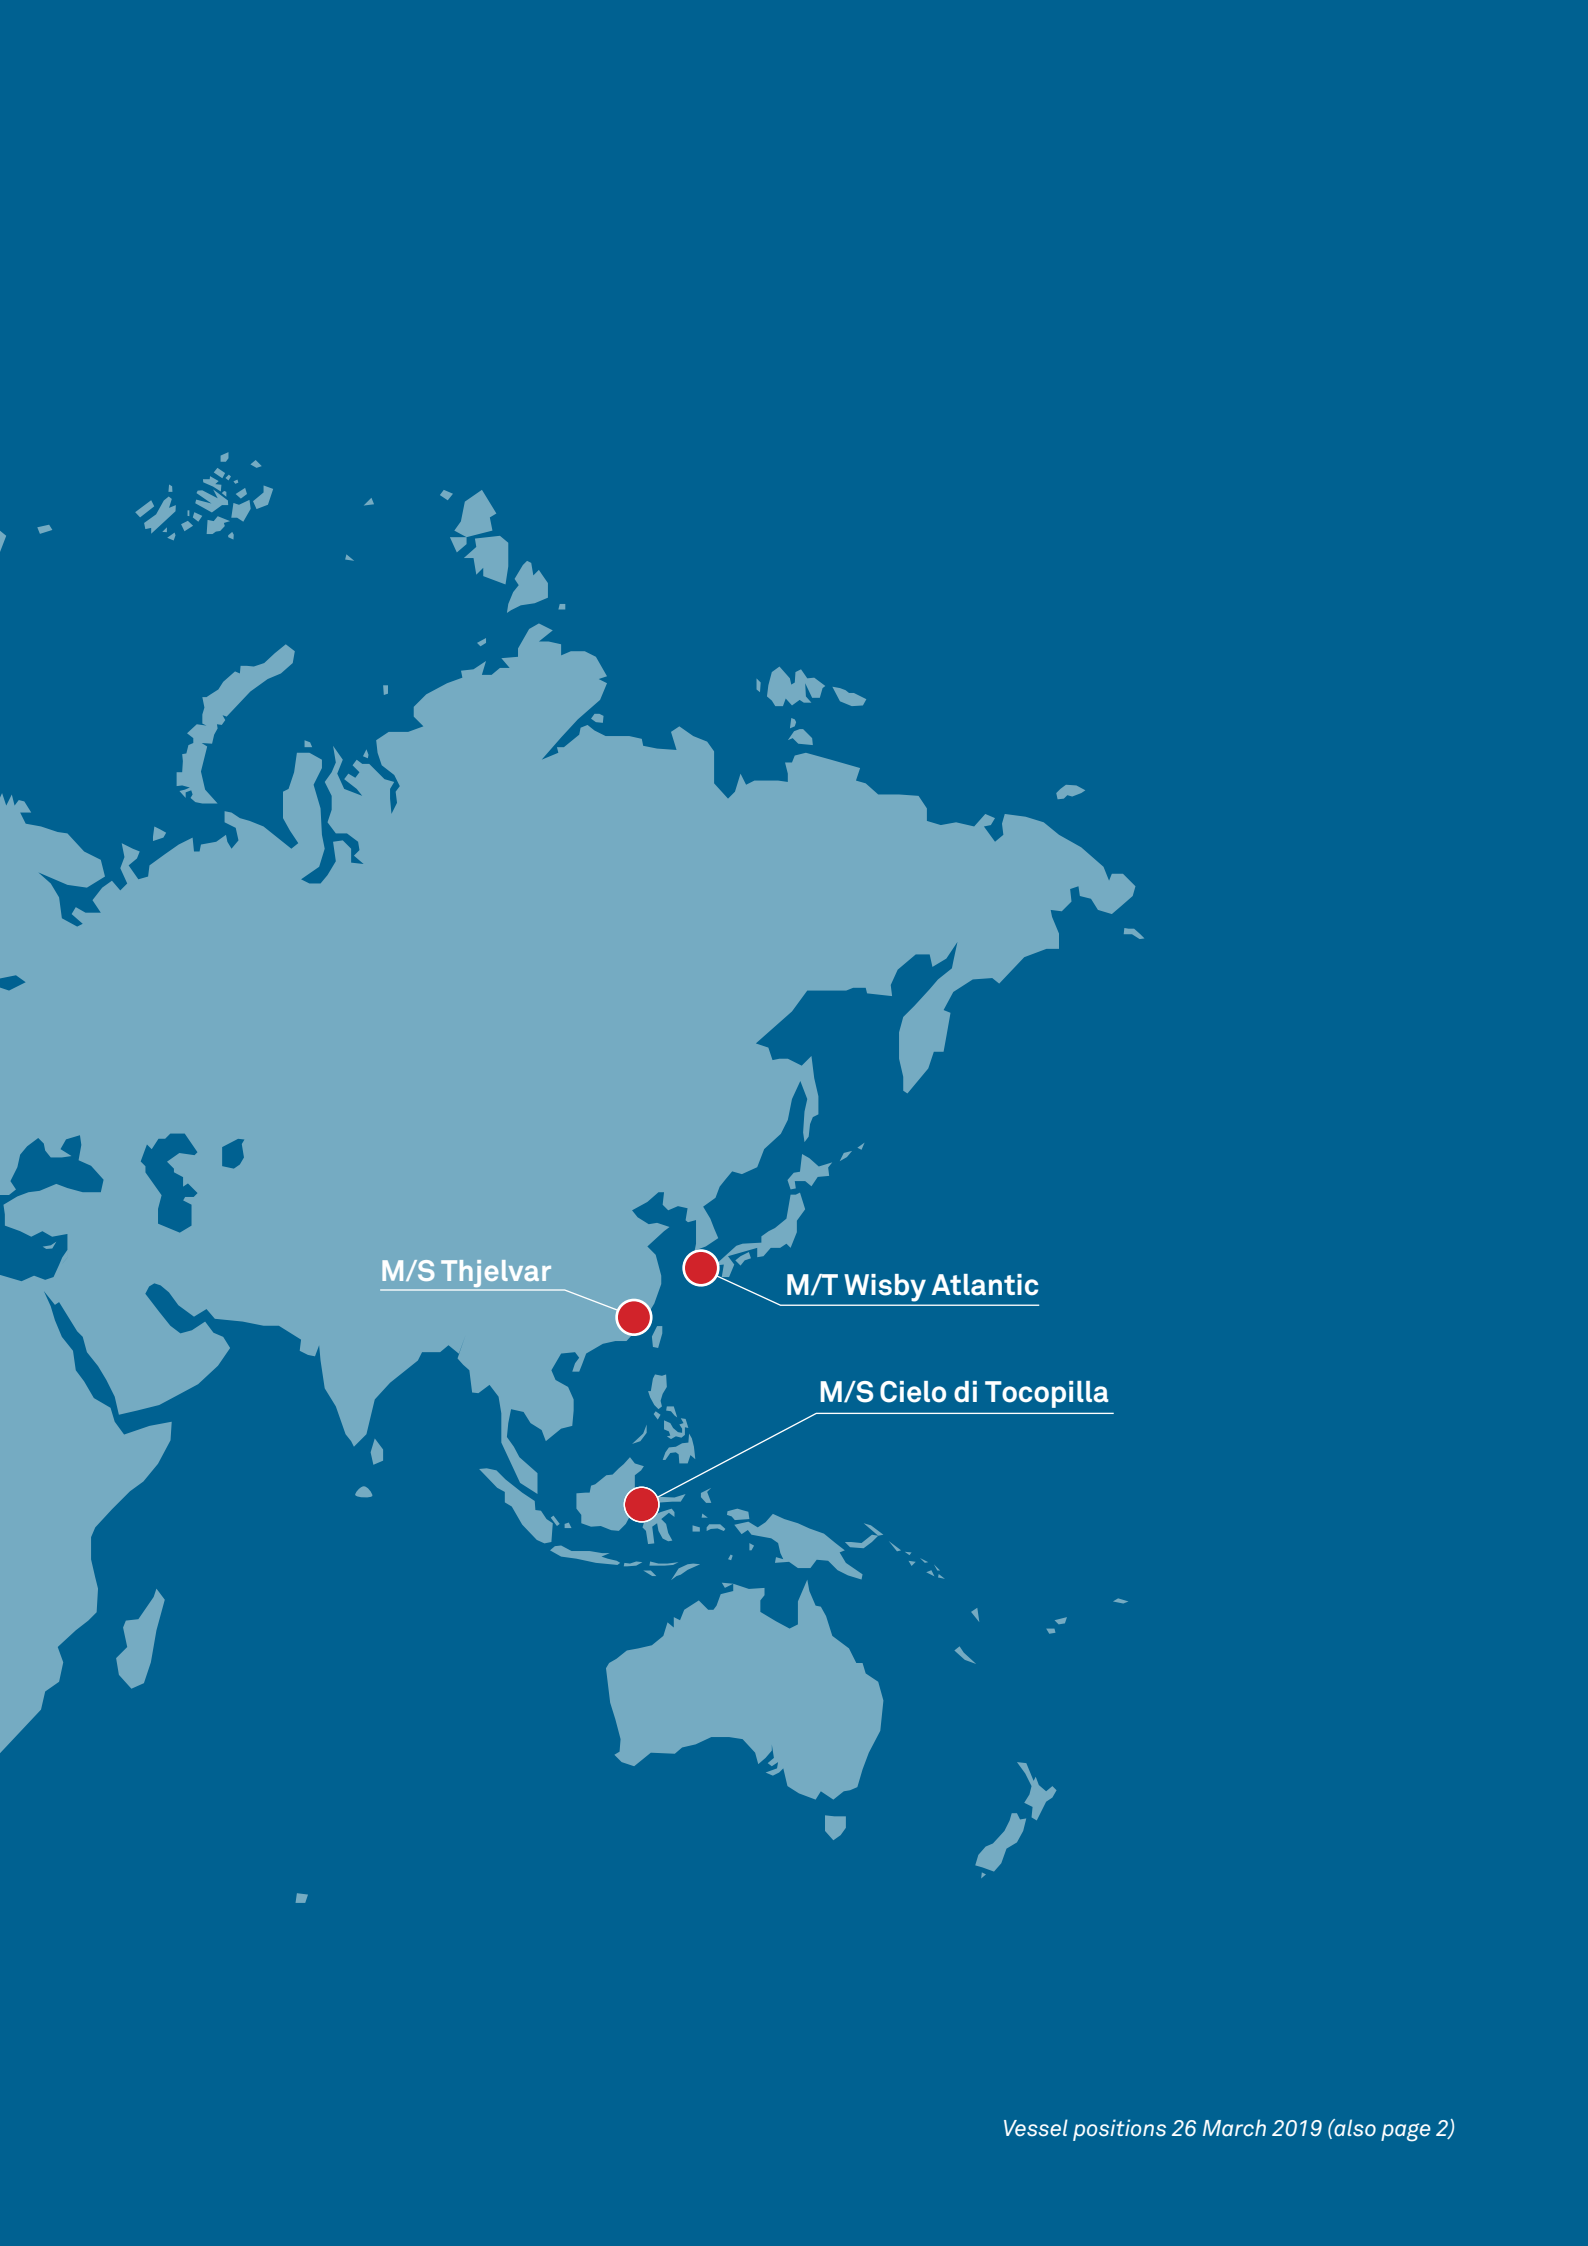 M/S Thjelvar
M/T Wisby Atlantic
M/S Cielo di Tocopilla
Vessel positions 26 March 2019 (also page 2)